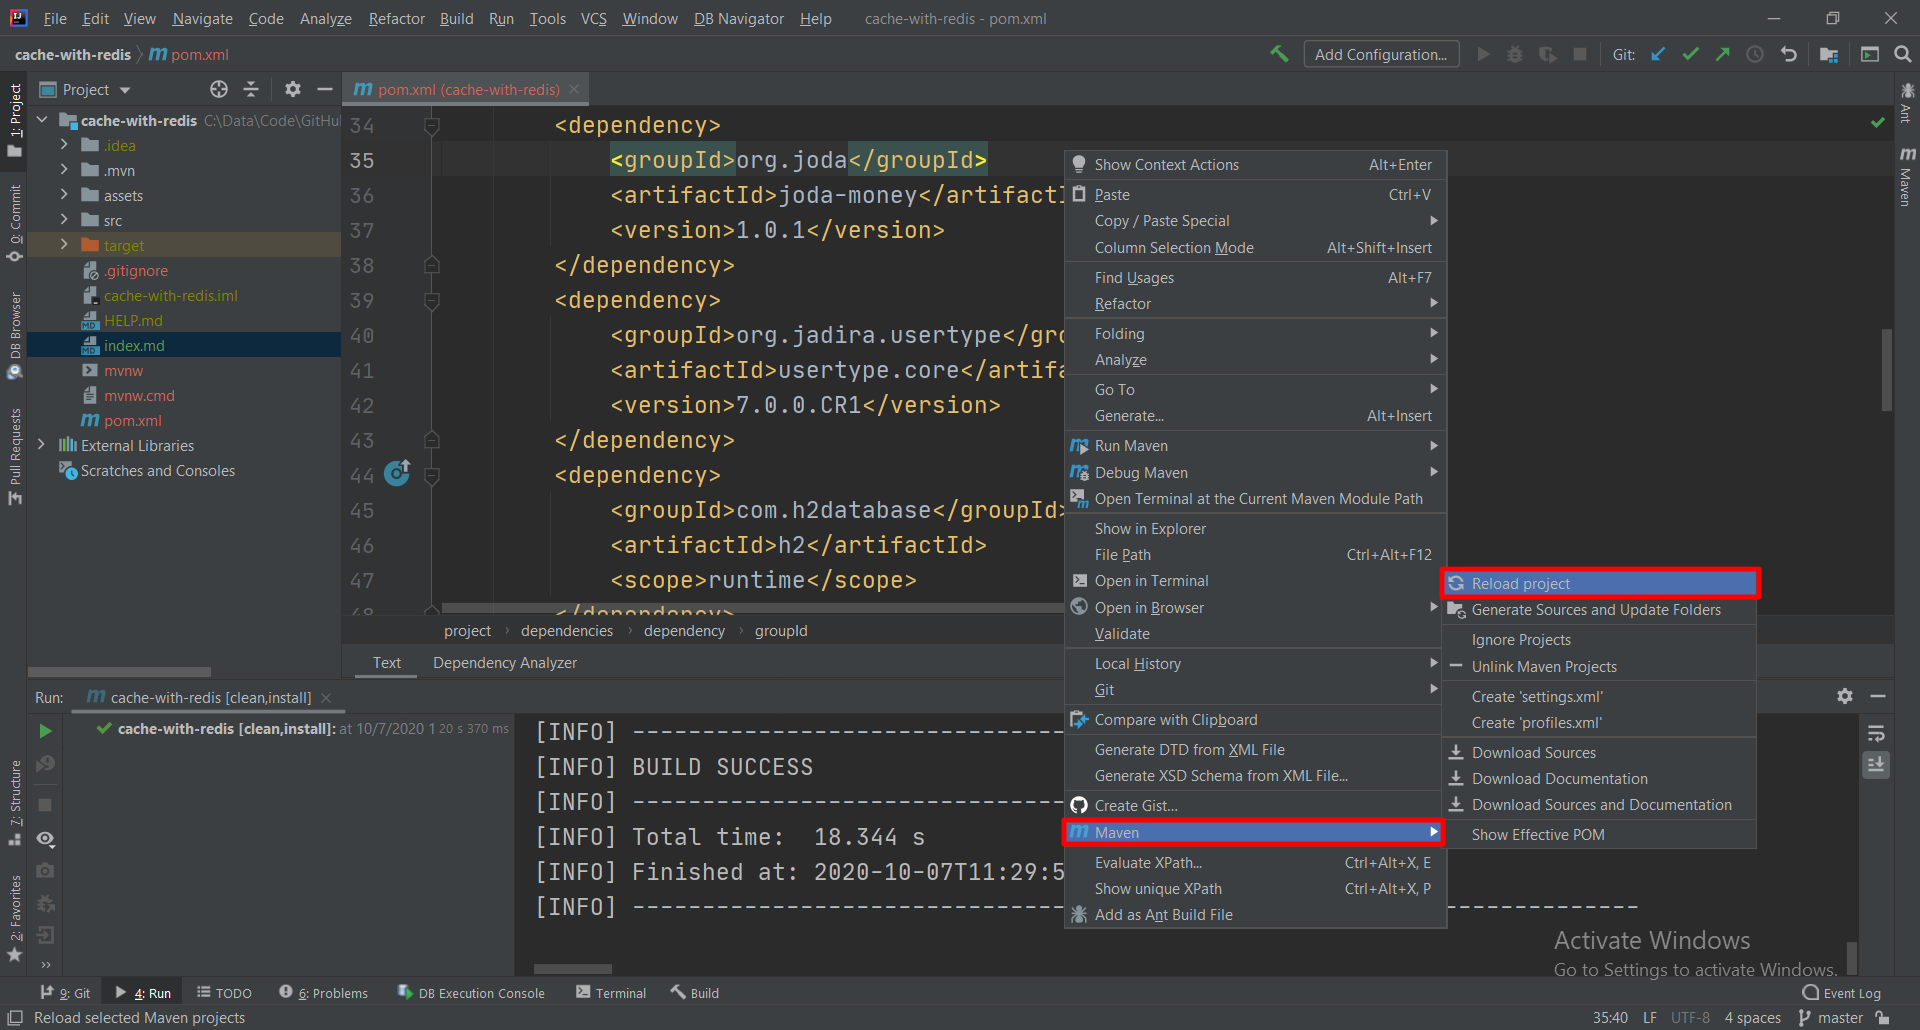 File Edit View Navigate Code Analyze Refactor Build Run Tools VCS Window DB Navigator Help cache-with-redis - pom.xml
cache-with-redis pom.xml
Add Configuration...
Git:
1: Project
0: Commit
DB Browser
Pull Requests
7: Structure
2: Favorites
Project
cache-with-redis C:\Data\Code\GitHu
.idea
.mvn
assets
src
target
.gitignore
cache-with-redis.iml
HELP.md
index.md
mvnw
mvnw.cmd
pom.xml
External Libraries
Scratches and Consoles
pom.xml (cache-with-redis)
34 <dependency>
35 <groupId>org.joda</groupId>
36 <artifactId>joda-money</artifactI
37 <version>1.0.1</version>
38 </dependency>
39 <dependency>
40 <groupId>org.jadira.usertype</gro
41 <artifactId>usertype.core</artifa
42 <version>7.0.0.CR1</version>
43 </dependency>
44 <dependency>
45 <groupId>com.h2database</groupId>
46 <artifactId>h2</artifactId>
47 <scope>runtime</scope>
48 </dependency>
project dependencies dependency groupId
Text Dependency Analyzer
Ant
Maven
Show Context Actions Alt+Enter
Paste Ctrl+V
Copy / Paste Special
Column Selection Mode Alt+Shift+Insert
Find Usages Alt+F7
Refactor
Folding
Analyze
Go To
Generate... Alt+Insert
Run Maven
Debug Maven
Open Terminal at the Current Maven Module Path
Show in Explorer
File Path Ctrl+Alt+F12
Open in Terminal
Open in Browser
Validate
Local History
Git
Compare with Clipboard
Generate DTD from XML File
Generate XSD Schema from XML File...
Create Gist...
Maven
Evaluate XPath... Ctrl+Alt+X, E
Show unique XPath Ctrl+Alt+X, P
Add as Ant Build File
Reload project
Generate Sources and Update Folders
Ignore Projects
Unlink Maven Projects
Create 'settings.xml'
Create 'profiles.xml'
Download Sources
Download Documentation
Download Sources and Documentation
Show Effective POM
Run: cache-with-redis [clean,install]
cache-with-redis [clean,install]: at 10/7/2020 1 20 s 370 ms
[INFO] -------------------------------
[INFO] BUILD SUCCESS
[INFO] -------------------------------
[INFO] Total time:  18.344 s
[INFO] Finished at: 2020-10-07T11:29:5
[INFO] ------------------------------------------------------------------------
Activate Windows
Go to Settings to activate Windows.
9: Git 4: Run TODO 6: Problems DB Execution Console Terminal Build Event Log
Reload selected Maven projects 35:40 LF UTF-8 4 spaces master